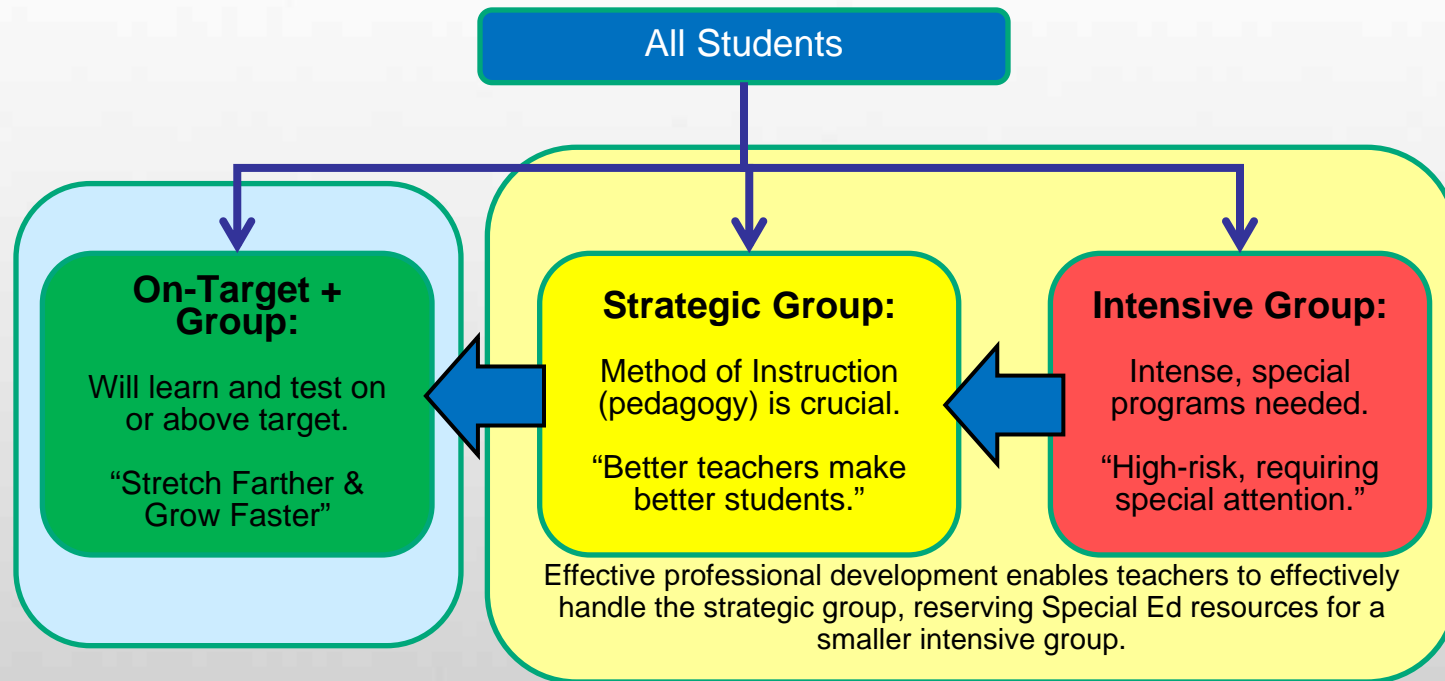 All Students
On-Target +
Group:
Will learn and test on
or above target.
“Stretch Farther &
Grow Faster”
Strategic Group:
Method of Instruction
(pedagogy) is crucial.
“Better teachers make
better students.”
Intensive Group:
Intense, special
programs needed.
“High-risk, requiring
special attention.”
Effective professional development enables teachers to effectively
handle the strategic group, reserving Special Ed resources for a
smaller intensive group.